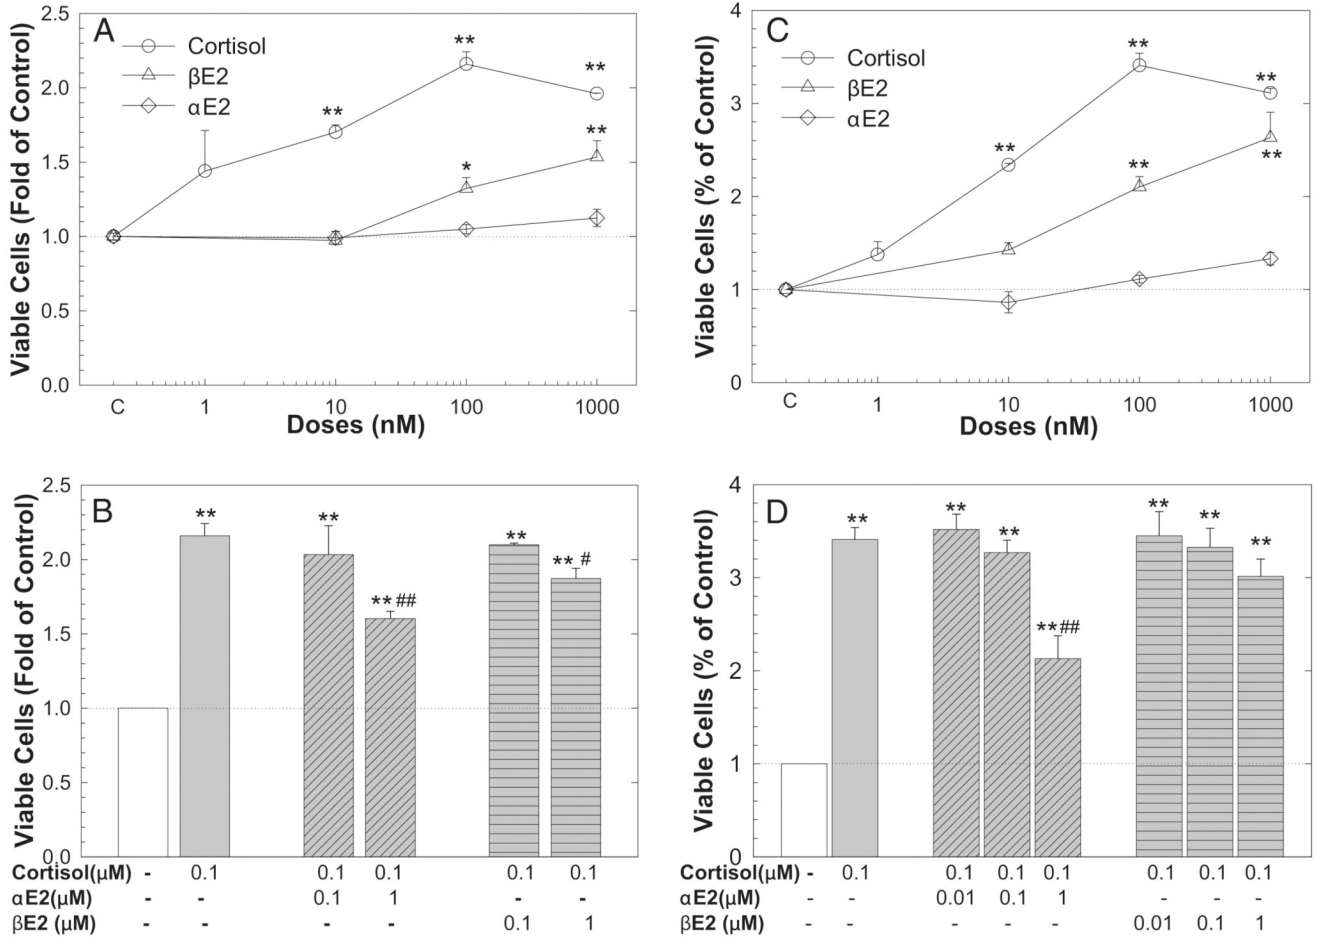 A
Cortisol
βE2
αE2
**
**
**
*
**
2.5
2.0
1.5
1.0
0.5
0.0
Viable Cells (Fold of Control)
C 1 10 100 1000
Doses (nM)
C
Cortisol
βE2
αE2
**
**
**
**
**
4
3
2
1
0
Viable Cells (% of Control)
C 1 10 100 1000
Doses (nM)
B
** ** **## ** ** #
2.5
2.0
1.5
1.0
0.5
0.0
Viable Cells (Fold of Control)
Cortisol(μM) - 0.1 0.1 0.1 0.1 0.1
αE2(μM) - - 0.1 1 - -
βE2 (μM) - - - - 0.1 1
D
** ** ** **## ** ** **
4
3
2
1
0
Viable Cells (% of Control)
Cortisol(μM) - 0.1 0.1 0.1 0.1 0.1 0.1 0.1
αE2(μM) - - 0.01 0.1 1 - - -
βE2 (μM) - - - - - 0.01 0.1 1